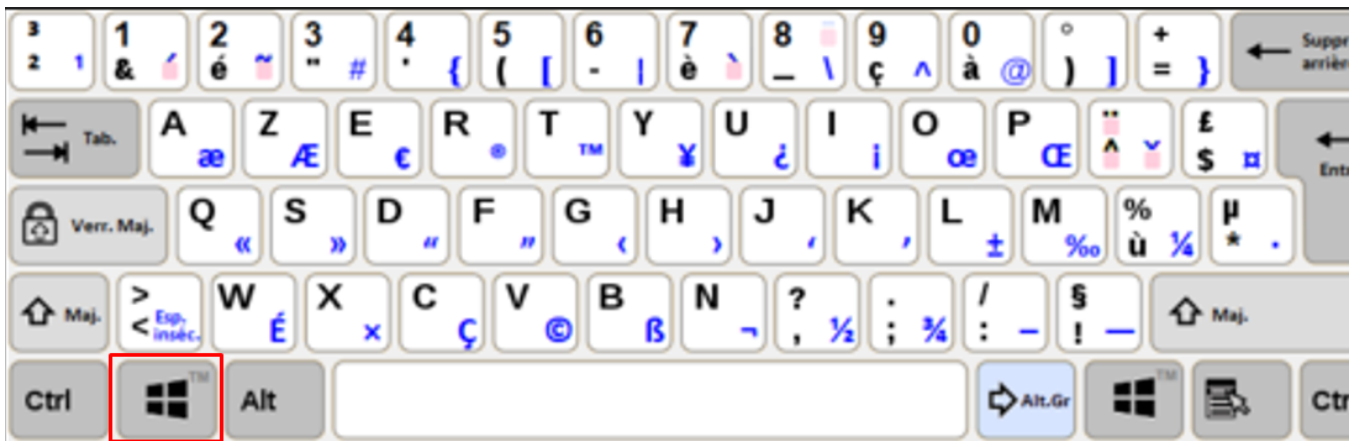 ³ 1 2 3 4 5 6 7 8 9 0 ° + Suppr
² ¹ & ´ é ~ " # ' { ( [ - | è ` _ \ ç ^ à @ ) ] = } arrière
Tab. A Z E R T Y U I O P ¨ £
æ Æ € ® ™ ¥ ¿ ¡ œ Œ ^ ˇ $ ¤ Entr
Verr. Maj. Q S D F G H J K L M % µ
« » “ ” ‹ › ‘ ’ ± ‰ ù ¼ * ·
Maj. > W X C V B N ? . / § Maj.
< Esp. insec. É × Ç © ß ¬ , ½ ; ¾ : – ! —
Ctrl TM Alt Alt.Gr TM Ctr